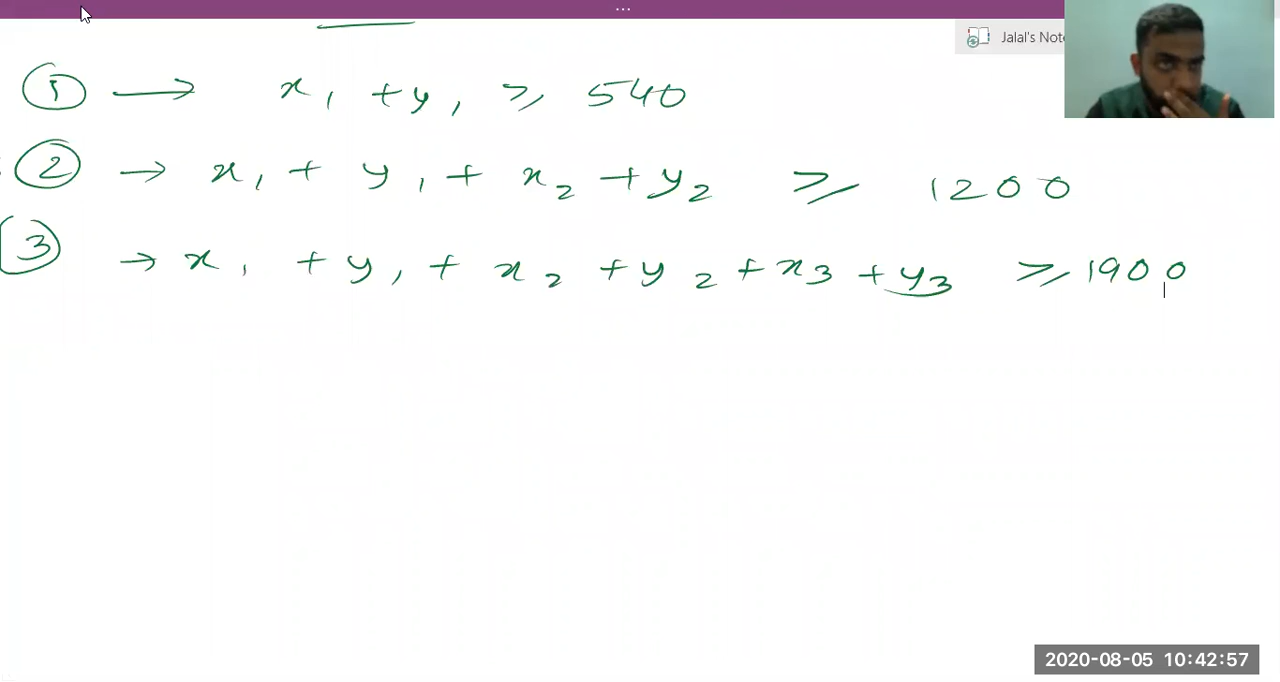 ...
Jalal's Note
① → x₁ + y₁ ≥ 540
② → x₁ + y₁ + x₂ + y₂ ≥ 1200
③ → x₁ + y₁ + x₂ + y₂ + x₃ + y₃ ≥ 1900
2020-08-05 10:42:57